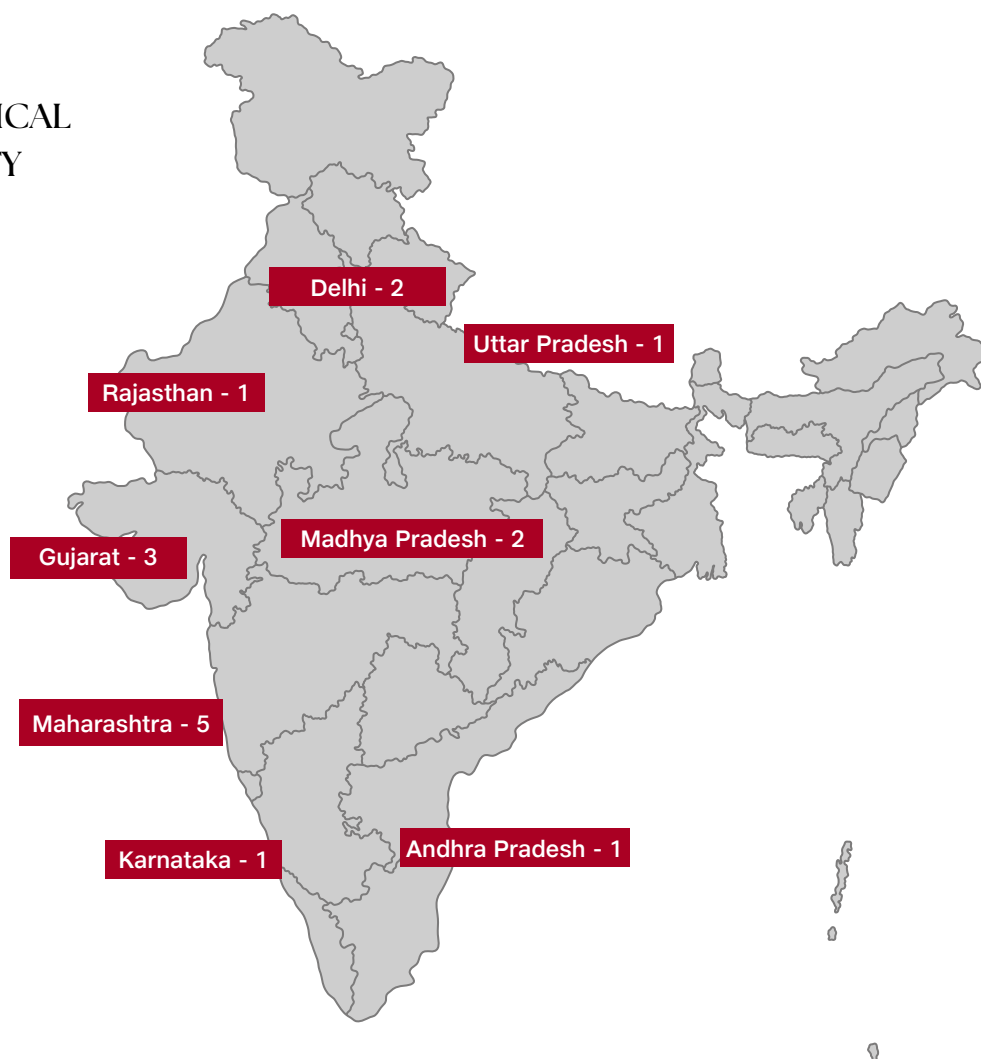 ICAL
TY
Delhi - 2
Uttar Pradesh - 1
Rajasthan - 1
Madhya Pradesh - 2
Gujarat - 3
Maharashtra - 5
Karnataka - 1
Andhra Pradesh - 1